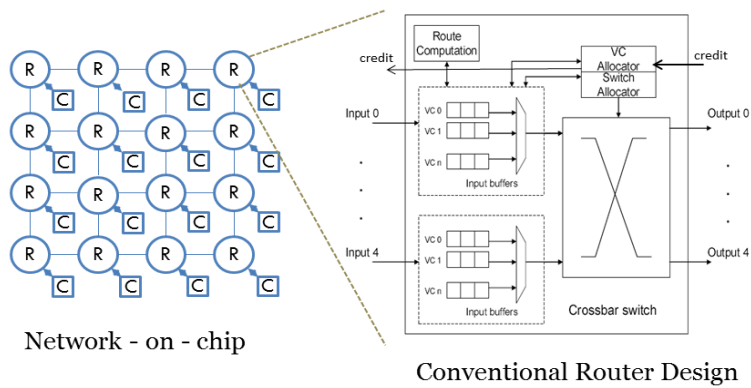 R R R R
C C C C
R R R R
C C C C
R R R R
C C C C
R R R R
C C C C
Network - on - chip
Route
Computation
VC
Allocator
Switch
Allocator
credit
credit
Input 0
VC 0
VC 1
VC n
Input buffers
Output 0
.
.
.
.
.
.
Input 4
VC 0
VC 1
VC n
Input buffers
Output 4
Crossbar switch
Conventional Router Design